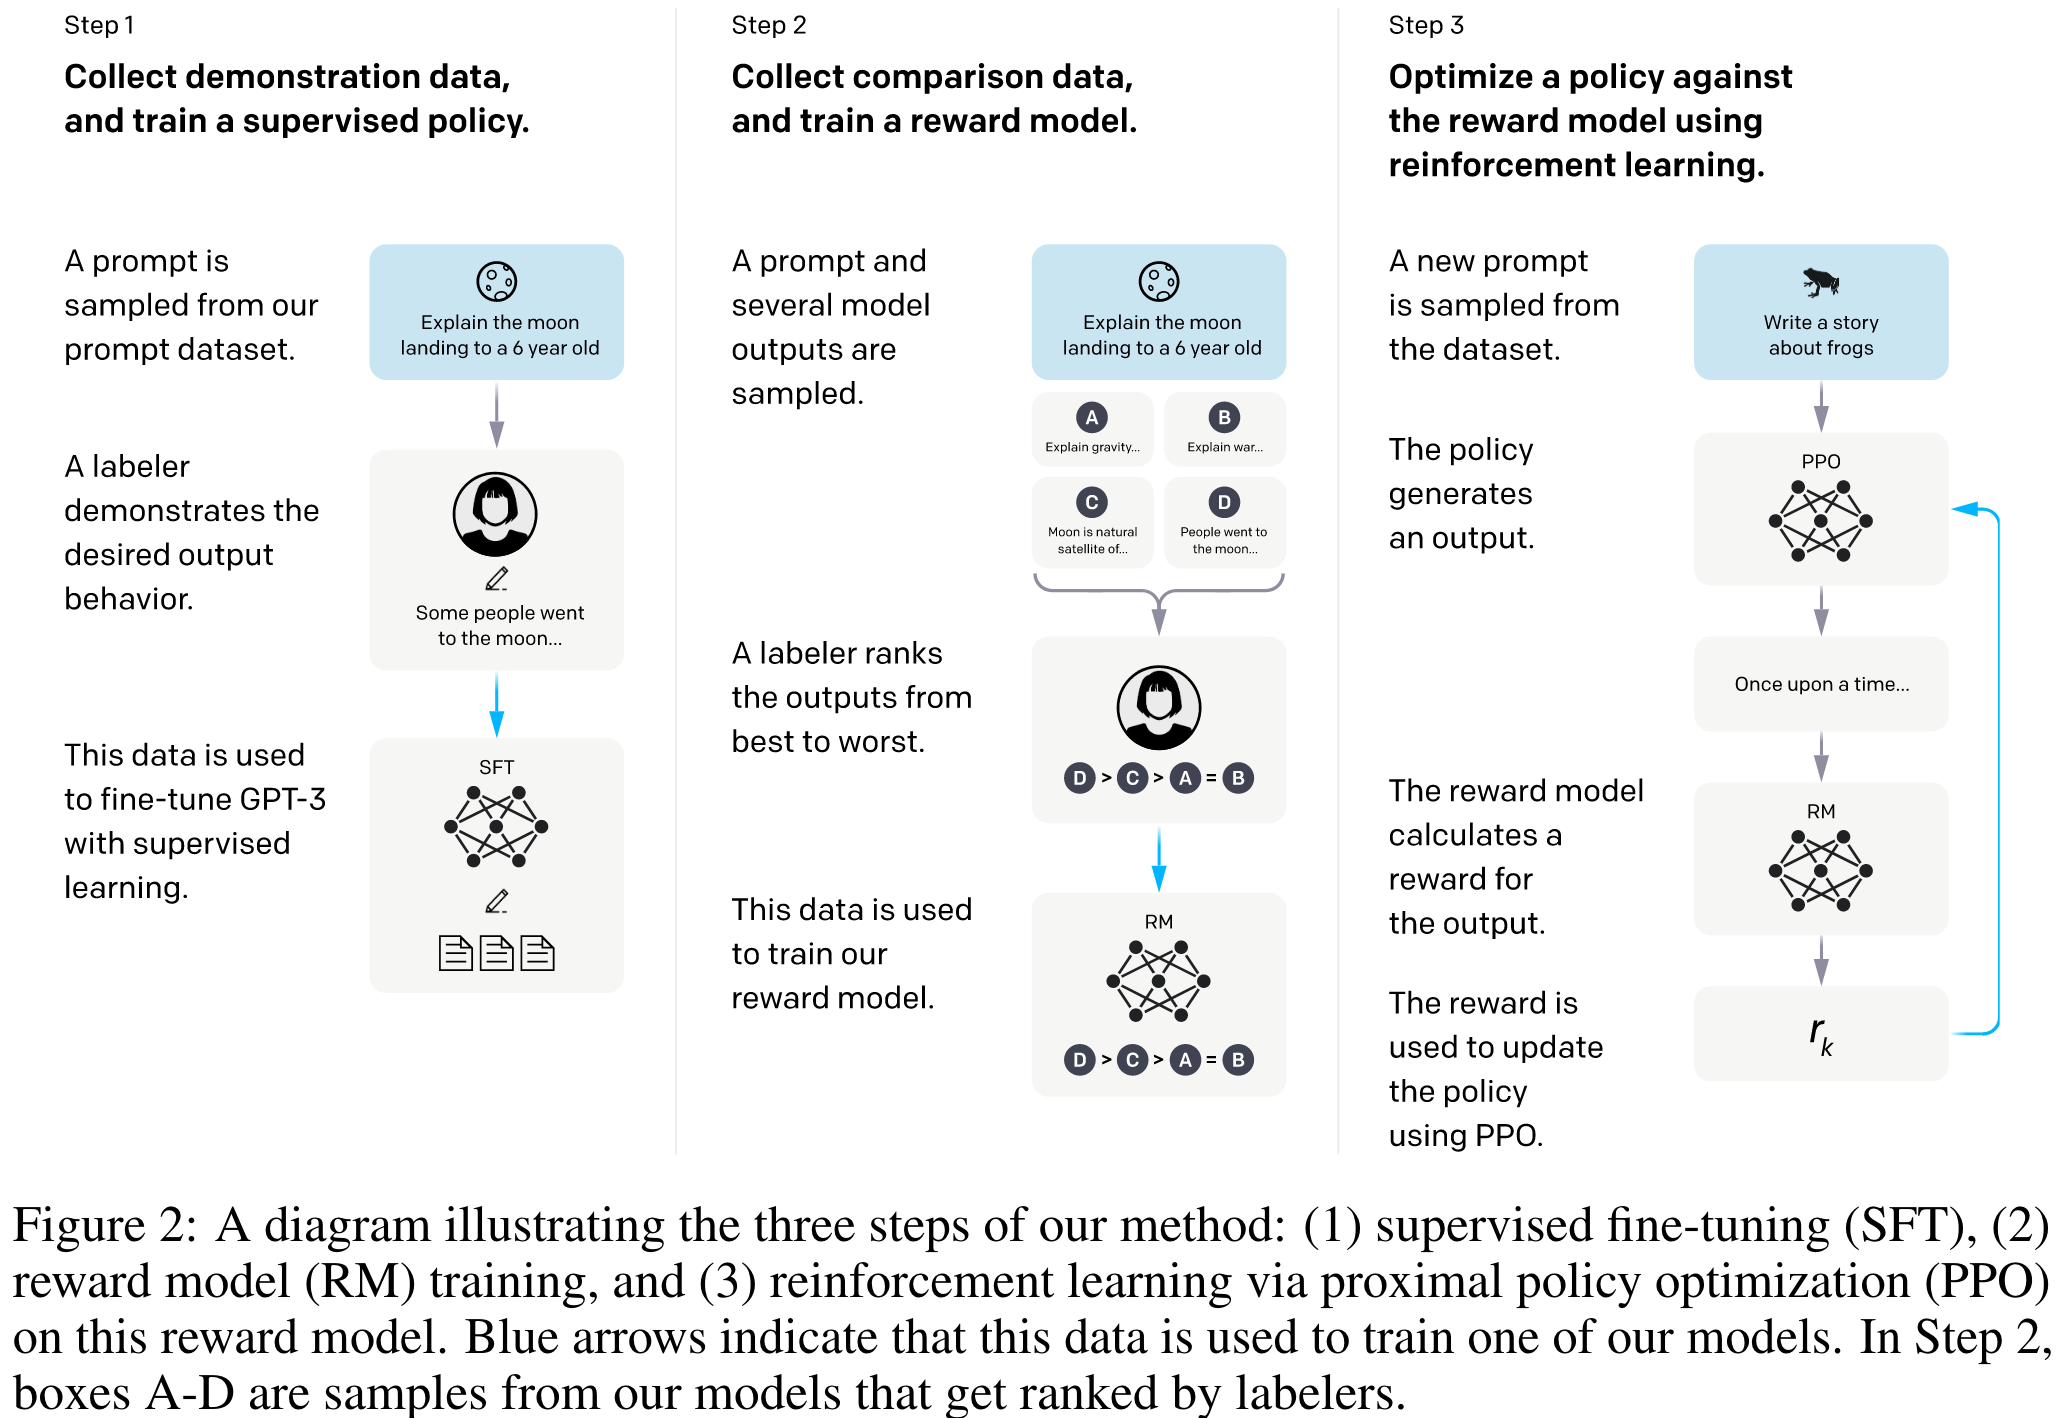 Step 1
Collect demonstration data,
and train a supervised policy.
A prompt is
sampled from our
prompt dataset.
Explain the moon
landing to a 6 year old
A labeler
demonstrates the
desired output
behavior.
Some people went
to the moon...
This data is used
to fine-tune GPT-3
with supervised
learning.
SFT
Step 2
Collect comparison data,
and train a reward model.
A prompt and
several model
outputs are
sampled.
Explain the moon
landing to a 6 year old
A
Explain gravity...
B
Explain war...
C
Moon is natural
satellite of...
D
People went to
the moon...
A labeler ranks
the outputs from
best to worst.
D > C > A = B
This data is used
to train our
reward model.
RM
D > C > A = B
Step 3
Optimize a policy against
the reward model using
reinforcement learning.
A new prompt
is sampled from
the dataset.
Write a story
about frogs
The policy
generates
an output.
PPO
Once upon a time...
The reward model
calculates a
reward for
the output.
RM
The reward is
used to update
the policy
using PPO.
r_k
Figure 2: A diagram illustrating the three steps of our method: (1) supervised fine-tuning (SFT), (2)
reward model (RM) training, and (3) reinforcement learning via proximal policy optimization (PPO)
on this reward model. Blue arrows indicate that this data is used to train one of our models. In Step 2,
boxes A-D are samples from our models that get ranked by labelers.